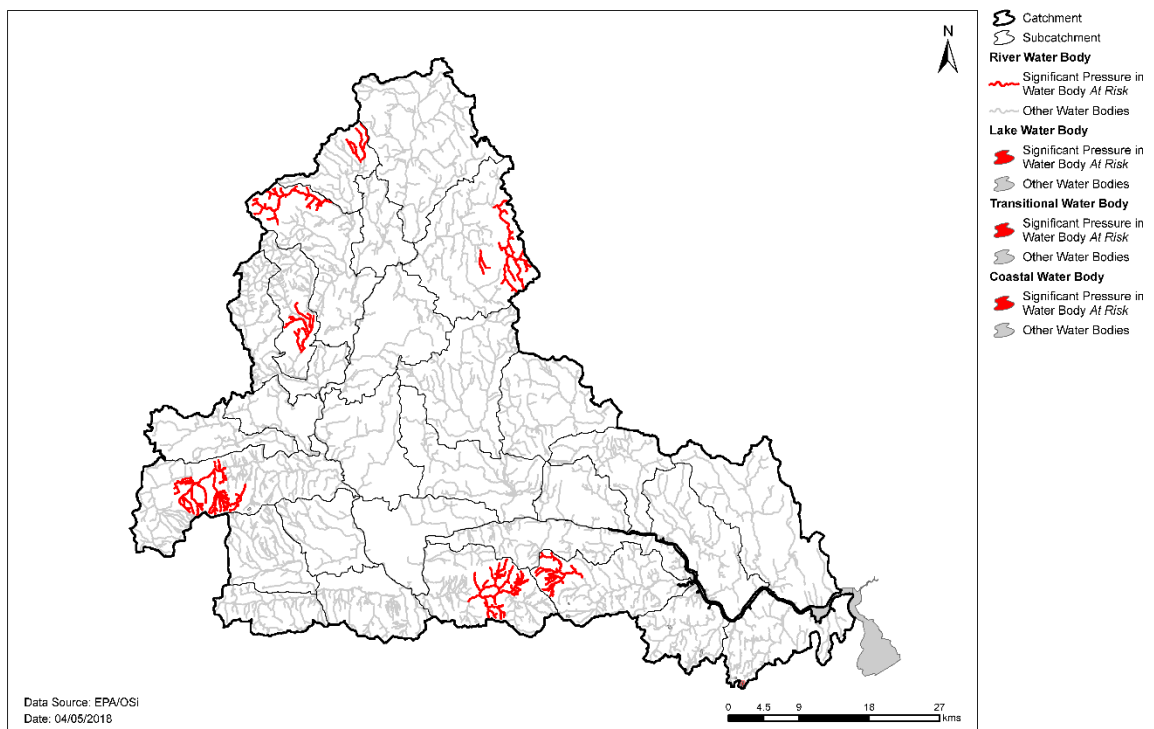 N
Catchment
Subcatchment
River Water Body
Significant Pressure in
Water Body At Risk
Other Water Bodies
Lake Water Body
Significant Pressure in
Water Body At Risk
Other Water Bodies
Transitional Water Body
Significant Pressure in
Water Body At Risk
Other Water Bodies
Coastal Water Body
Significant Pressure in
Water Body At Risk
Other Water Bodies
Data Source: EPA/OSi
Date: 04/05/2018
0 4.5 9 18 27
kms